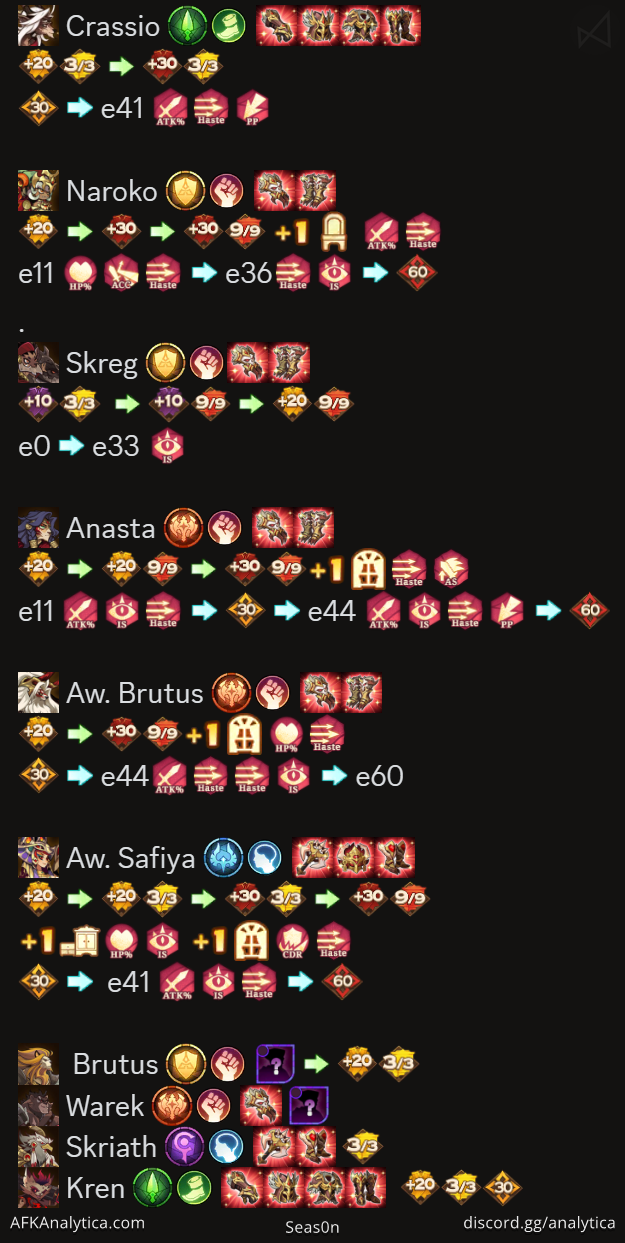 Crassio
+20 3/3 +30 3/3
30 e41 ATK% Haste PP
Naroko
+20 +30 +30 9/9 +1 ATK% Haste
e11 HP% ACC Haste e36 Haste IS 60
.
Skreg
+10 3/3 +10 9/9 +20 9/9
e0 e33 IS
Anasta
+20 +20 9/9 +30 9/9 +1 Haste AS
e11 ATK% IS Haste 30 e44 ATK% IS Haste PP 60
Aw. Brutus
+20 +30 9/9 +1 HP% Haste
30 e44 ATK% Haste Haste IS e60
Aw. Safiya
+20 +20 3/3 +30 3/3 +30 9/9
+1 HP% IS +1 CDR Haste
30 e41 ATK% IS Haste 60
Brutus ? +20 3/3
Warek ?
Skriath 3/3
Kren +20 3/3 30
AFKAnalytica.com Seas0n discord.gg/analytica